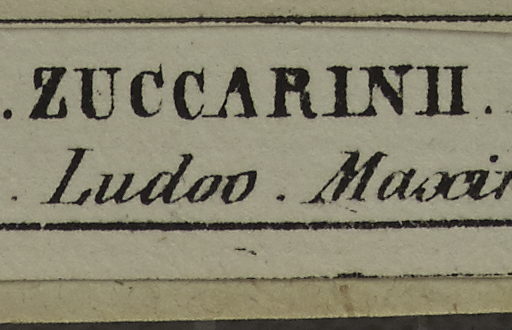 . ZUCCARINII .
. Ludov . Maxim